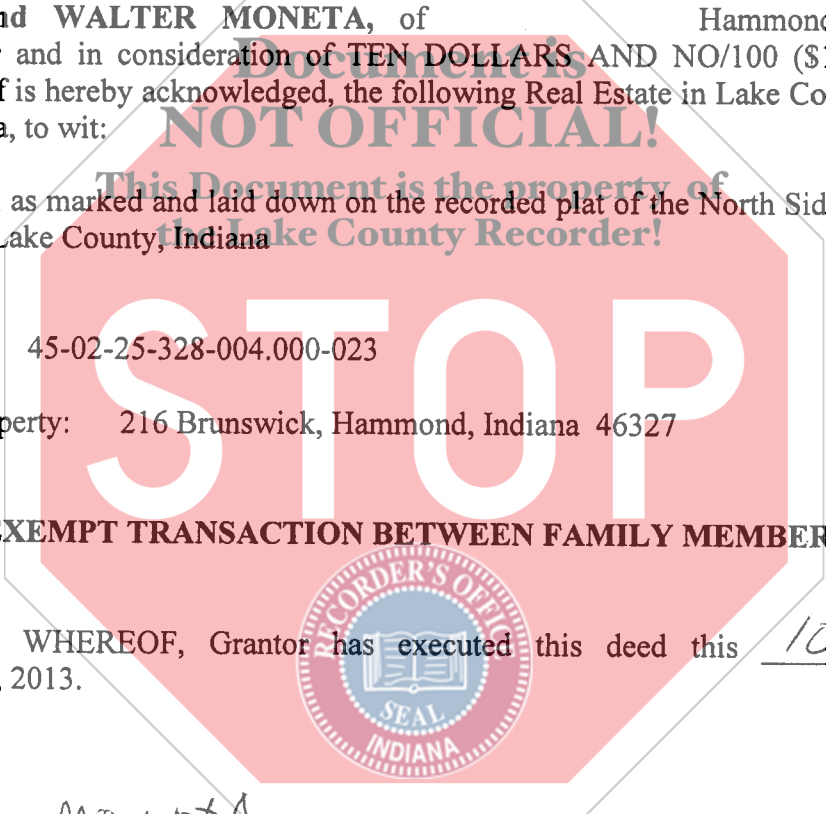 nd WALTER MONETA, of Hammond
r and in consideration of TEN DOLLARS AND NO/100 ($1
Document is
f is hereby acknowledged, the following Real Estate in Lake Co
a, to wit:
NOT OFFICIAL!
This Document is the property of
as marked and laid down on the recorded plat of the North Sid
the Lake County Recorder!
Lake County, Indiana
STOP
45-02-25-328-004.000-023
perty: 216 Brunswick, Hammond, Indiana 46327
EXEMPT TRANSACTION BETWEEN FAMILY MEMBER
RECORDER'S OFFIC
WHEREOF, Grantor has executed this deed this 10
, 2013.
SEAL
INDIANA